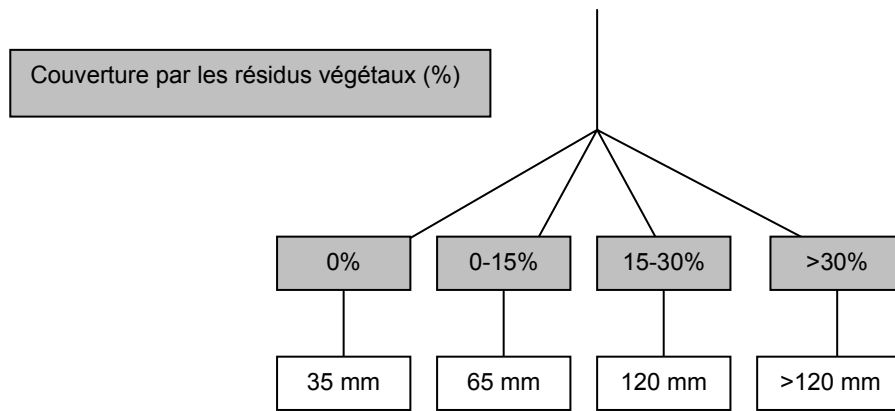 Couverture par les résidus végétaux (%)
0%
0-15%
15-30%
>30%
35 mm
65 mm
120 mm
>120 mm